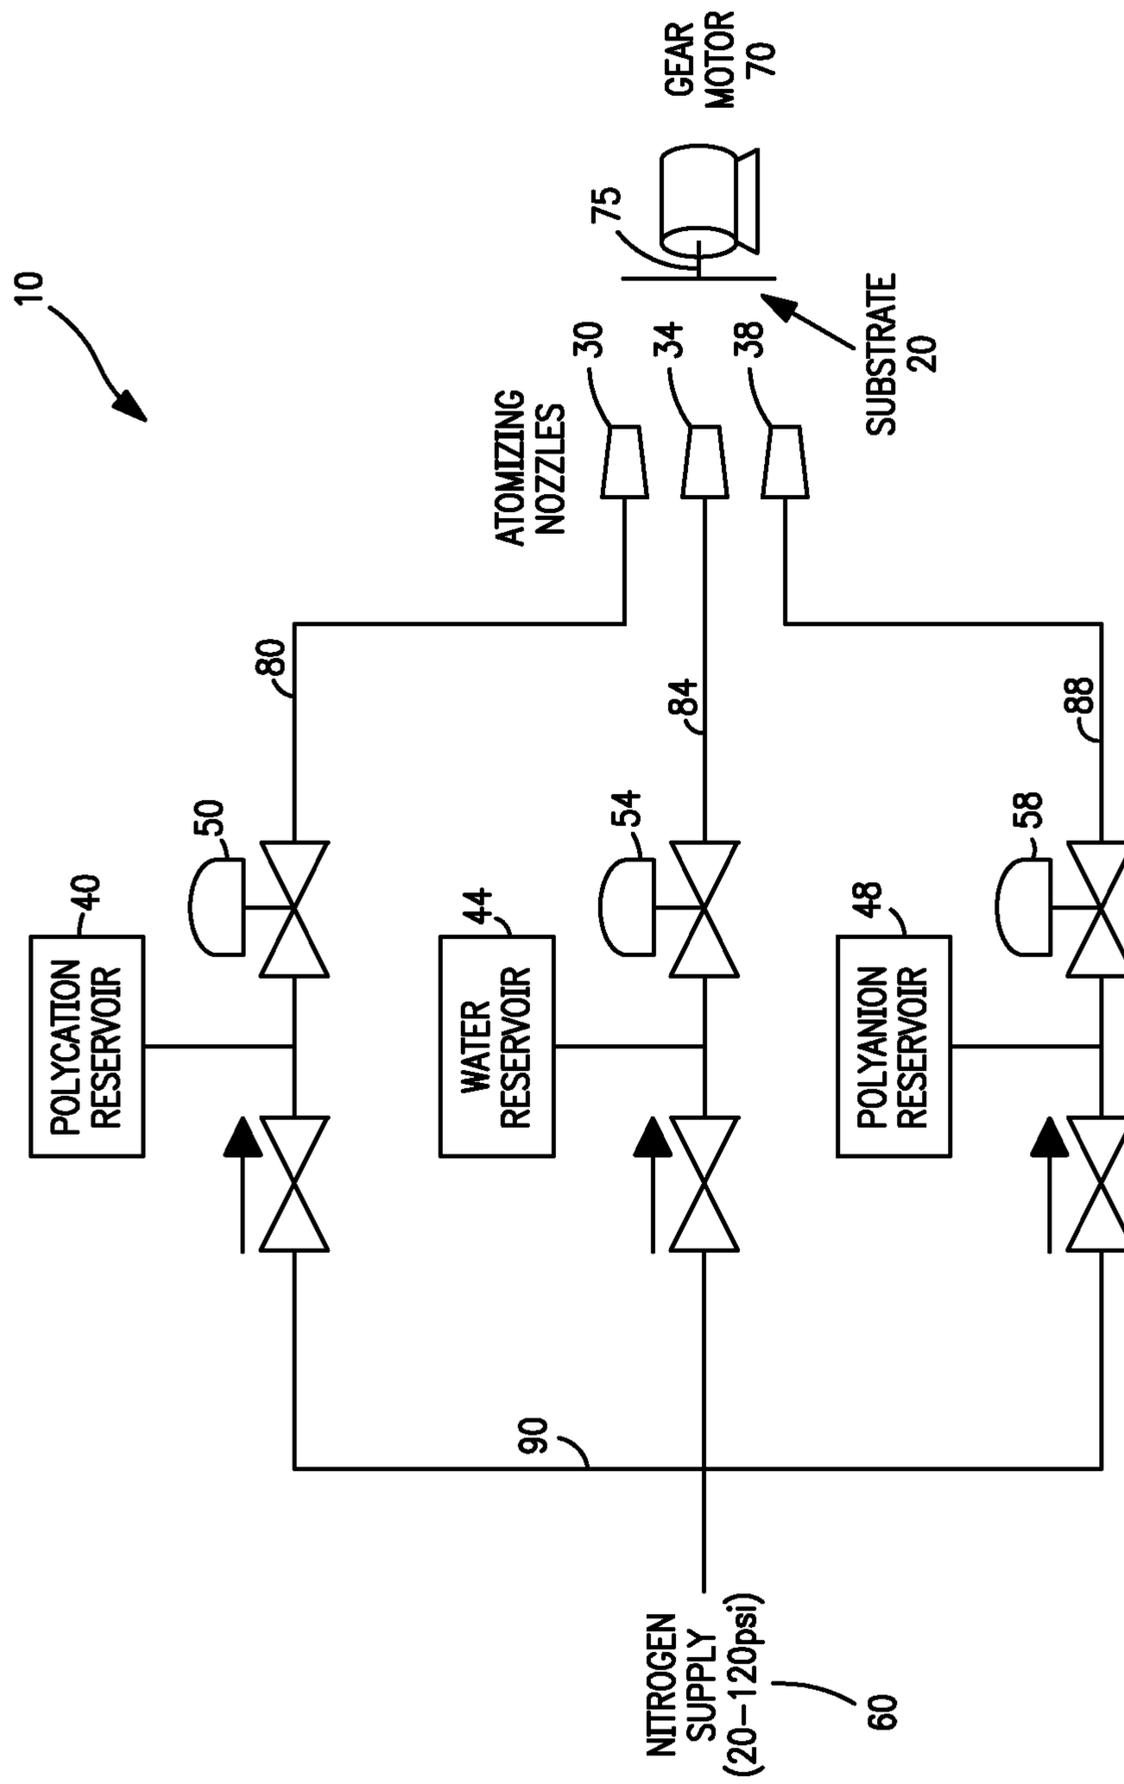 10
POLYCATION
RESERVOIR
40
50
80
WATER
RESERVOIR
44
54
84
ATOMIZING
NOZZLES
30
34
38
75
GEAR
MOTOR
70
SUBSTRATE
20
90
NITROGEN
SUPPLY
(20-120psi)
60
POLYANION
RESERVOIR
48
58
88